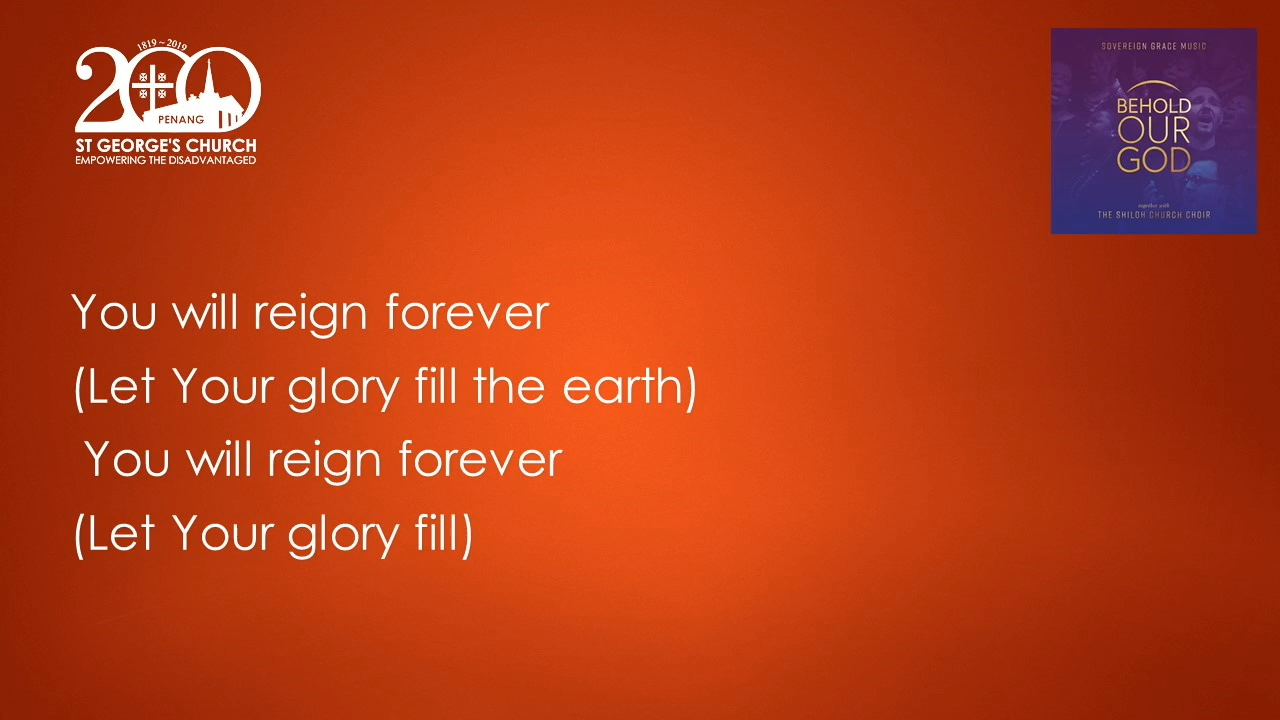 1819 ~ 2019
200
PENANG
ST GEORGE'S CHURCH
EMPOWERING THE DISADVANTAGED
SOVEREIGN GRACE MUSIC
BEHOLD
OUR
GOD
together with
THE SHILOH CHURCH CHOIR
You will reign forever
(Let Your glory fill the earth)
You will reign forever
(Let Your glory fill)